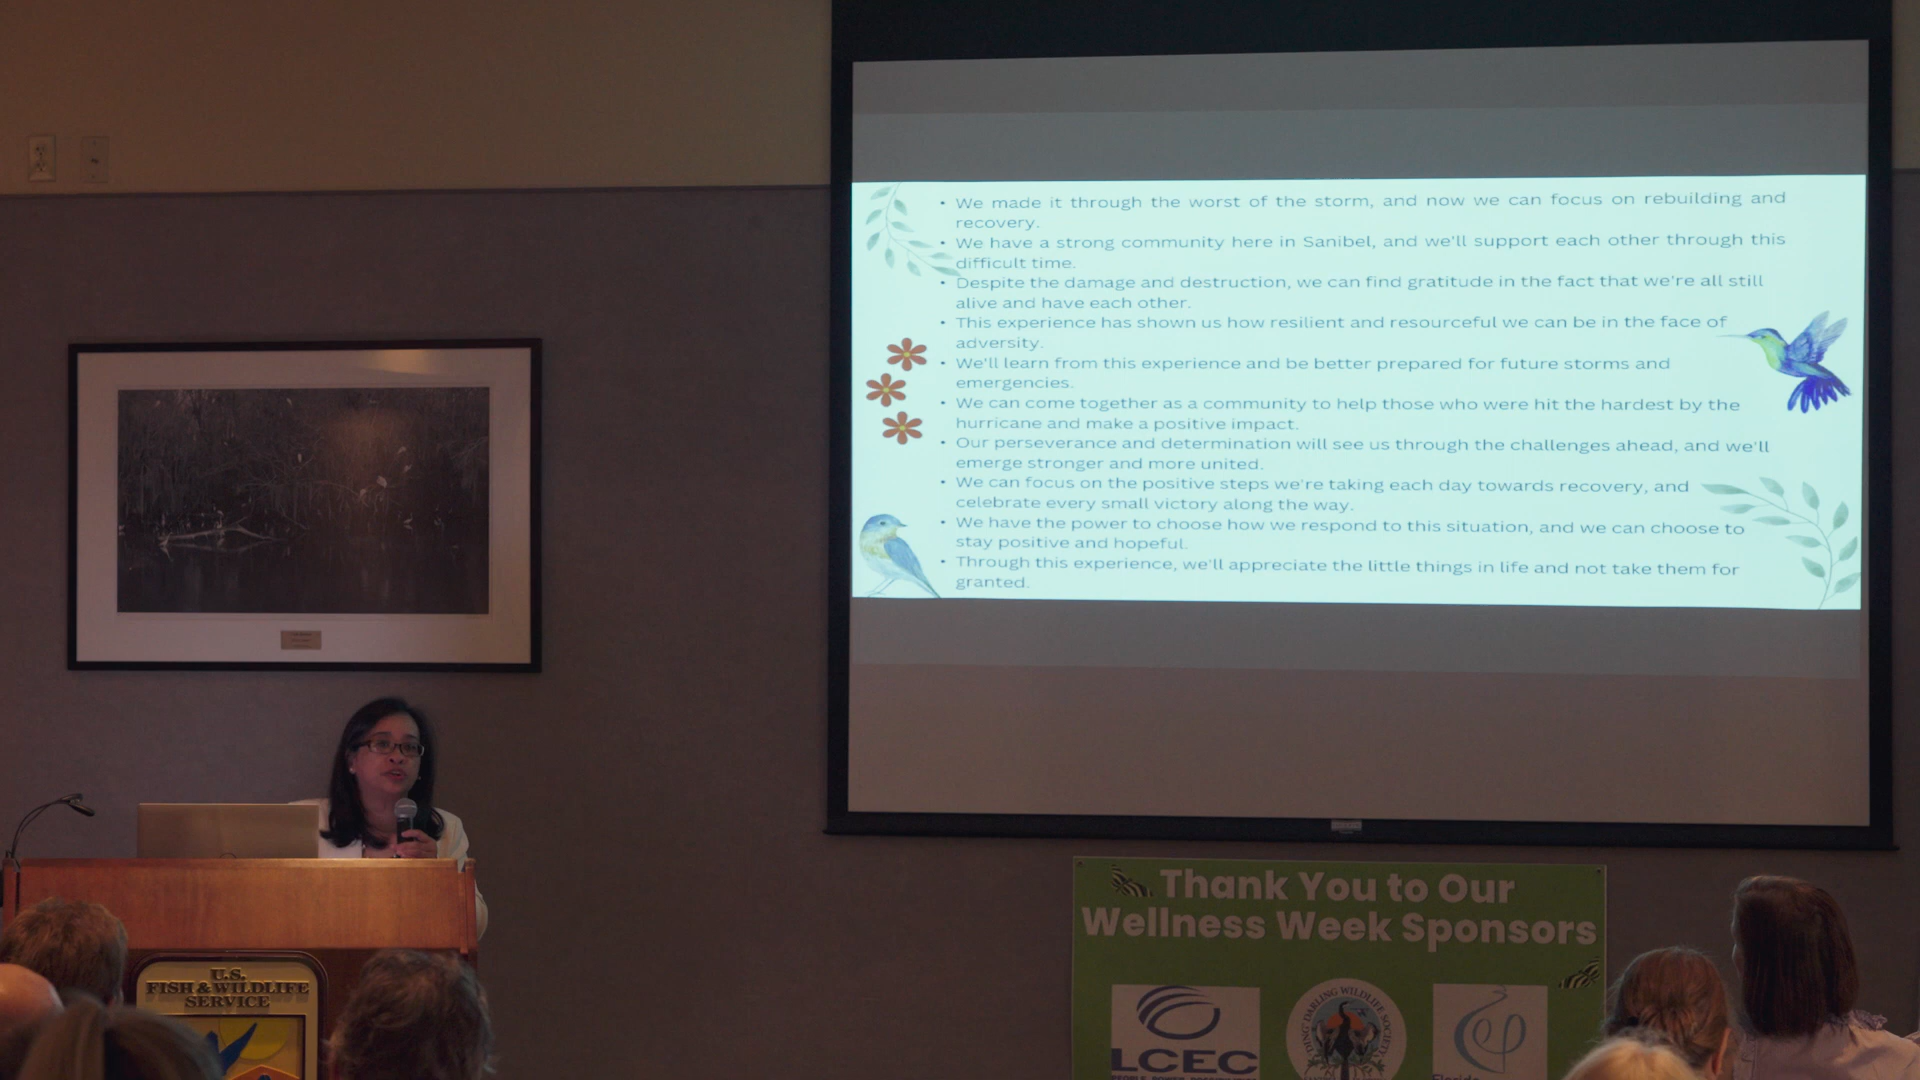 • We made it through the worst of the storm, and now we can focus on rebuilding and
recovery.
• We have a strong community here in Sanibel, and we'll support each other through this
difficult time.
• Despite the damage and destruction, we can find gratitude in the fact that we're all still
alive and have each other.
• This experience has shown us how resilient and resourceful we can be in the face of
adversity.
• We'll learn from this experience and be better prepared for future storms and
emergencies.
• We can come together as a community to help those who were hit the hardest by the
hurricane and make a positive impact.
• Our perseverance and determination will see us through the challenges ahead, and we'll
emerge stronger and more united.
• We can focus on the positive steps we're taking each day towards recovery, and
celebrate every small victory along the way.
• We have the power to choose how we respond to this situation, and we can choose to
stay positive and hopeful.
• Through this experience, we'll appreciate the little things in life and not take them for
granted.
Thank You to Our
Wellness Week Sponsors
U.S.
FISH & WILDLIFE
SERVICE
LCEC
"DING" DARLING WILDLIFE SOCIETY